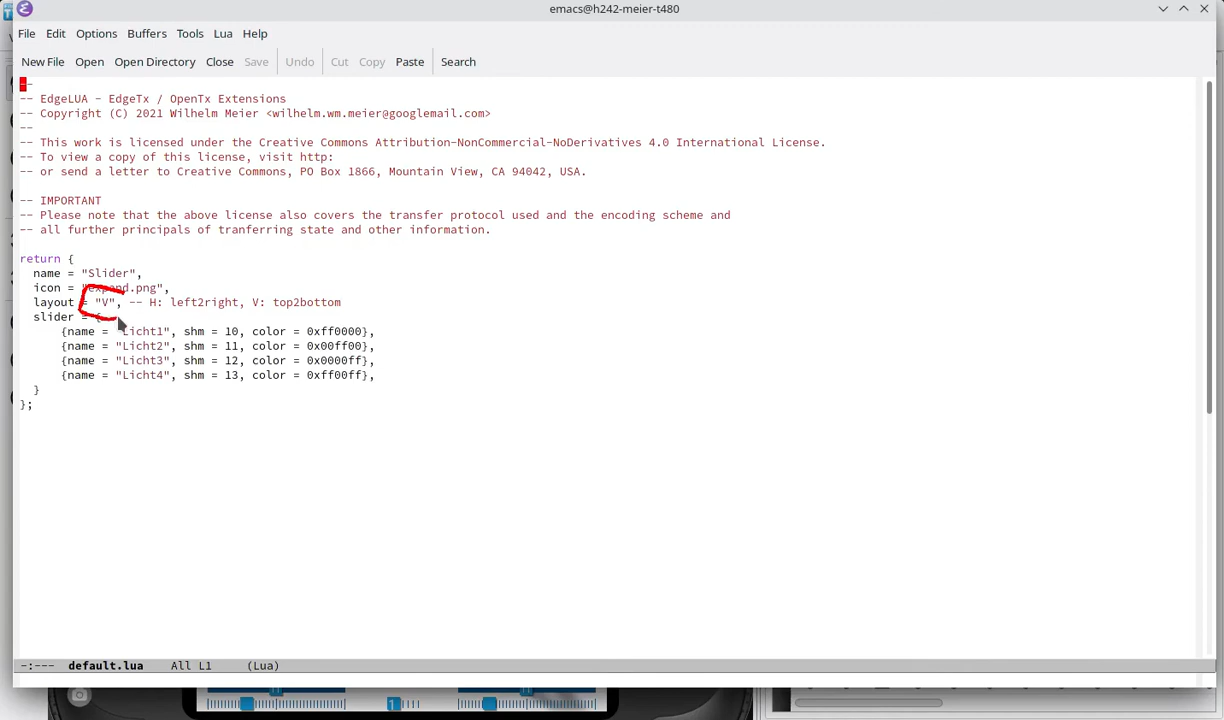 emacs@h242-meier-t480
File Edit Options Buffers Tools Lua Help
New File Open Open Directory Close Save Undo Cut Copy Paste Search
--
-- EdgeLUA - EdgeTx / OpenTx Extensions
-- Copyright (C) 2021 Wilhelm Meier <wilhelm.wm.meier@googlemail.com>
--
-- This work is licensed under the Creative Commons Attribution-NonCommercial-NoDerivatives 4.0 International License.
-- To view a copy of this license, visit http:
-- or send a letter to Creative Commons, PO Box 1866, Mountain View, CA 94042, USA.
-- IMPORTANT
-- Please note that the above license also covers the transfer protocol used and the encoding scheme and
-- all further principals of tranferring state and other information.
return {
name = "Slider",
icon = "expand.png",
layout = "V", -- H: left2right, V: top2bottom
slider = {
{name = "Licht1", shm = 10, color = 0xff0000},
{name = "Licht2", shm = 11, color = 0x00ff00},
{name = "Licht3", shm = 12, color = 0x0000ff},
{name = "Licht4", shm = 13, color = 0xff00ff},
}
};
-:--- default.lua All L1 (Lua)
1